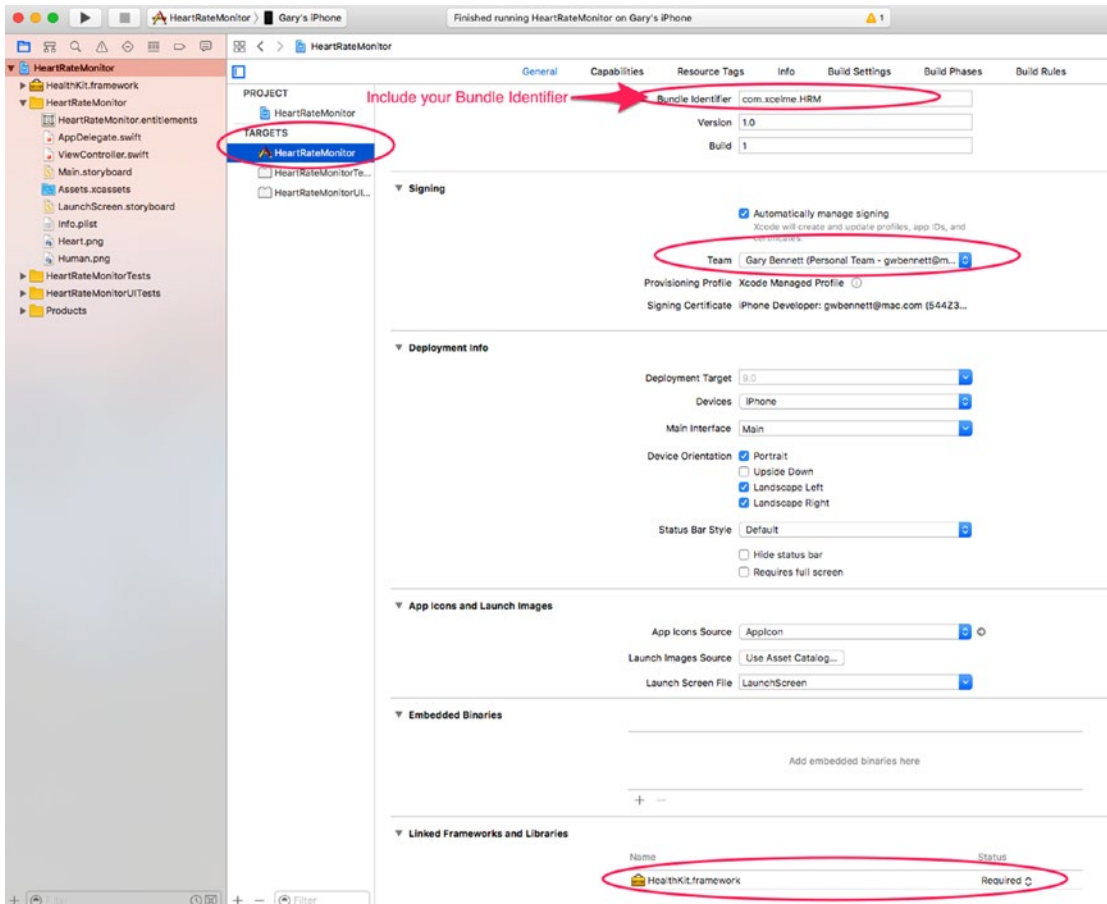 HeartRateMonitor
Gary's iPhone
Finished running HeartRateMonitor on Gary's iPhone
1
HeartRateMonitor
HeartRateMonitor
HealthKit.framework
HeartRateMonitor
HeartRateMonitor.entitlements
AppDelegate.swift
ViewController.swift
Main.storyboard
Assets.xcassets
LaunchScreen.storyboard
Info.plist
Heart.png
Human.png
HeartRateMonitorTests
HeartRateMonitorUITests
Products
Filter
PROJECT
HeartRateMonitor
TARGETS
HeartRateMonitor
HeartRateMonitorTe...
HeartRateMonitorUI...
Filter
General Capabilities Resource Tags Info Build Settings Build Phases Build Rules
Include your Bundle Identifier
Bundle Identifier com.xcelme.HRM
Version 1.0
Build 1
Signing
Automatically manage signing
Xcode will create and update profiles, app IDs, and
certificates.
Team Gary Bennett (Personal Team - gwbennett@m...
Provisioning Profile Xcode Managed Profile
Signing Certificate iPhone Developer: gwbennett@mac.com (544Z3...
Deployment Info
Deployment Target 9.0
Devices iPhone
Main Interface Main
Device Orientation Portrait
Upside Down
Landscape Left
Landscape Right
Status Bar Style Default
Hide status bar
Requires full screen
App Icons and Launch Images
App Icons Source AppIcon
Launch Images Source Use Asset Catalog...
Launch Screen File LaunchScreen
Embedded Binaries
Add embedded binaries here
Linked Frameworks and Libraries
Name Status
HealthKit.framework Required